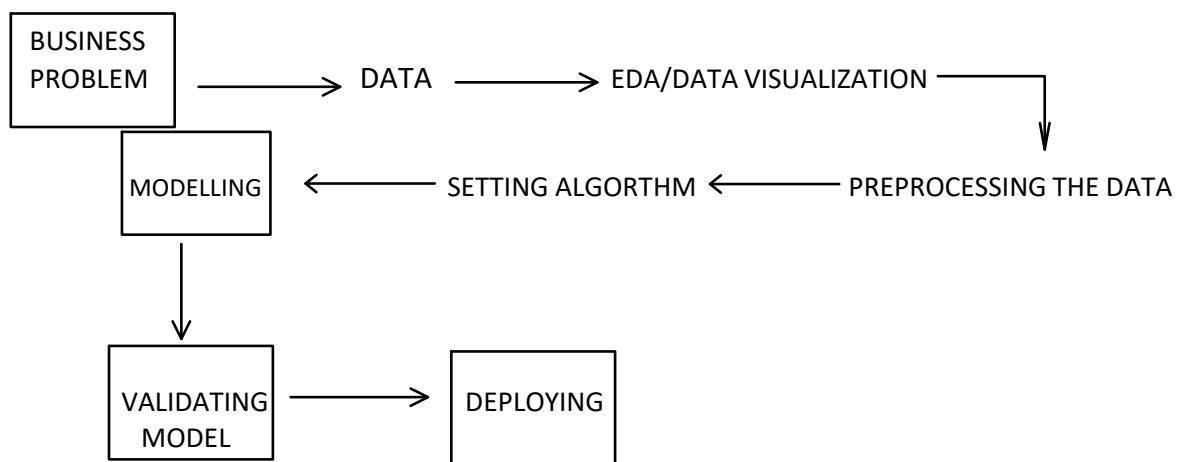 BUSINESS
PROBLEM
DATA
EDA/DATA VISUALIZATION
PREPROCESSING THE DATA
SETTING ALGORTHM
MODELLING
VALIDATING
MODEL
DEPLOYING